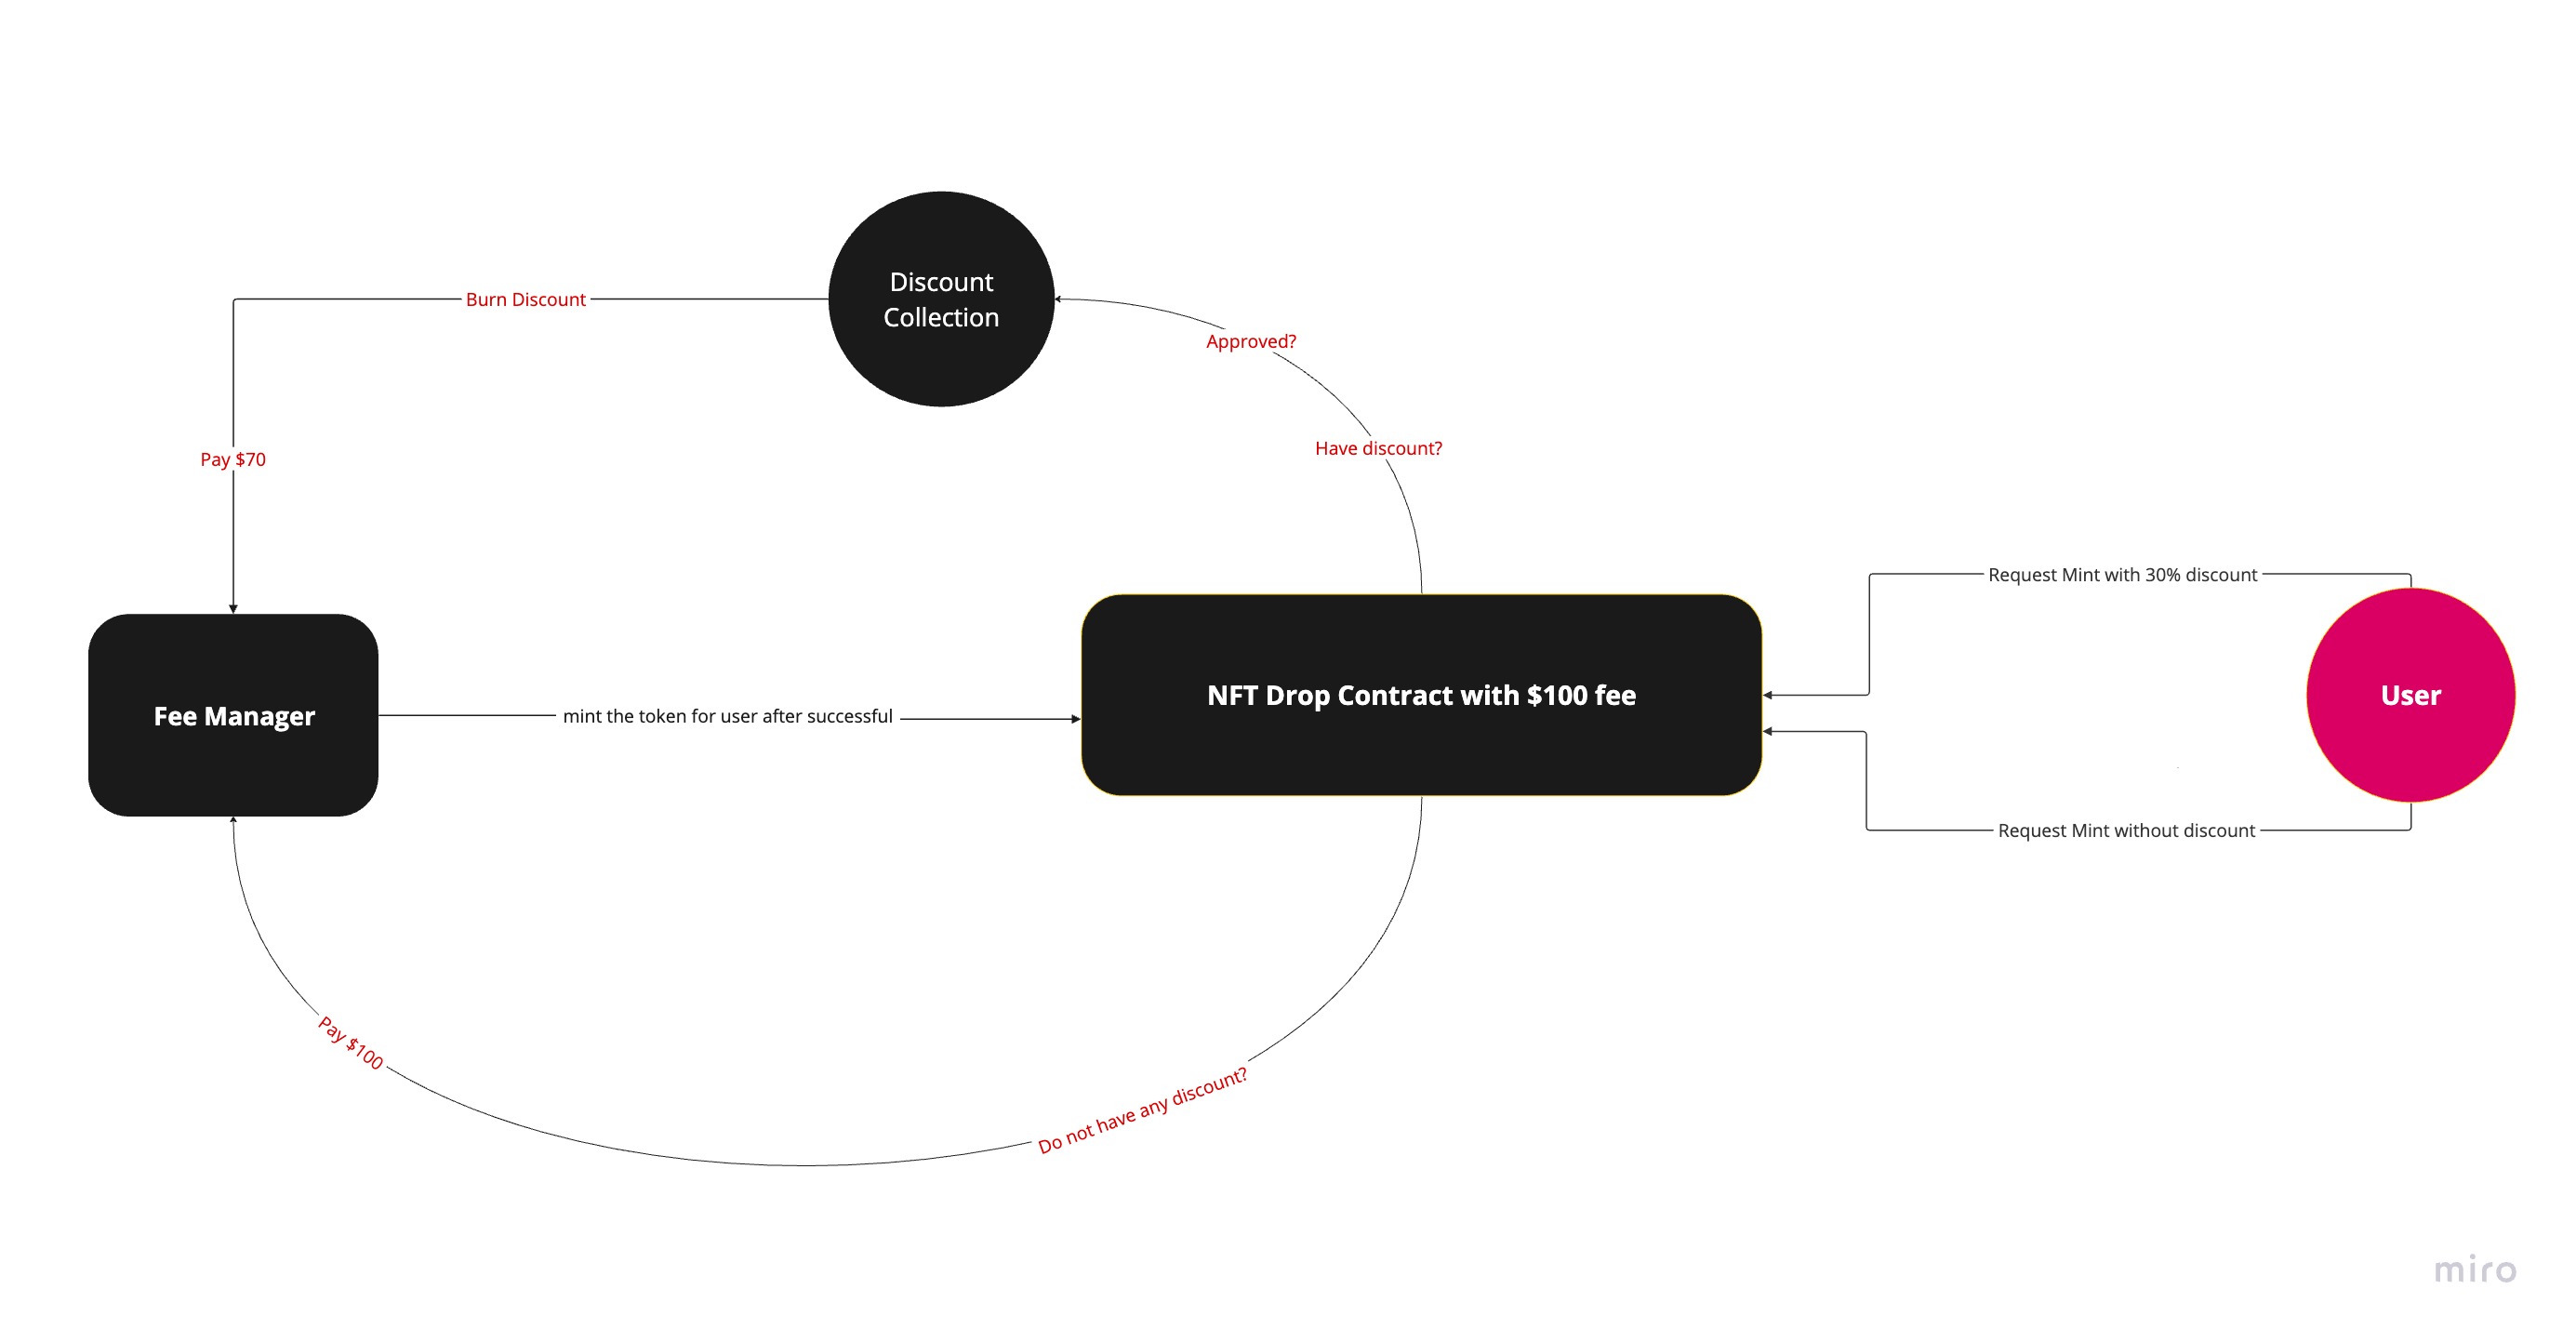 Discount
Collection
Burn Discount
Approved?
Have discount?
Pay $70
Request Mint with 30% discount
NFT Drop Contract with $100 fee
User
Fee Manager
mint the token for user after successful
Request Mint without discount
Pay $100
Do not have any discount?
miro